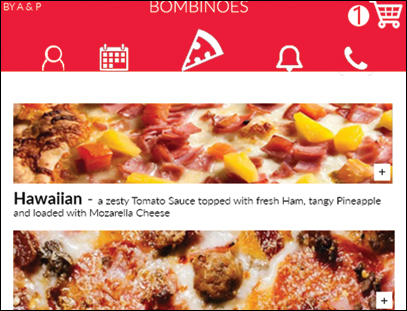 BY A & P
BOMBINOES
1
+
Hawaiian - a zesty Tomato Sauce topped with fresh Ham, tangy Pineapple
and loaded with Mozarella Cheese
+